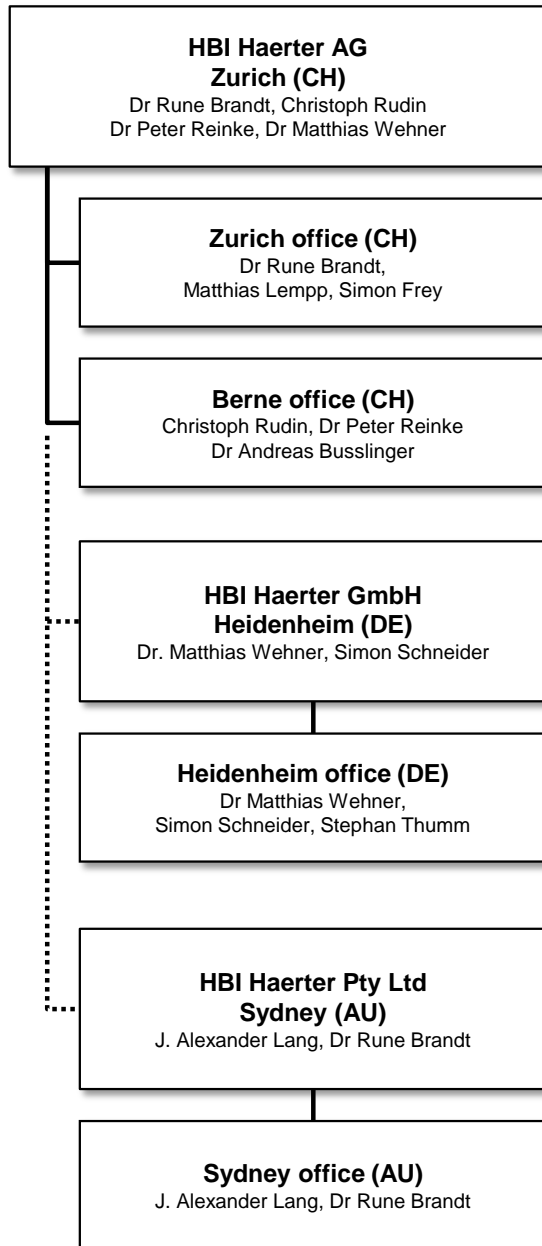 HBI Haerter AG
Zurich (CH)
Dr Rune Brandt, Christoph Rudin
Dr Peter Reinke, Dr Matthias Wehner
Zurich office (CH)
Dr Rune Brandt,
Matthias Lempp, Simon Frey
Berne office (CH)
Christoph Rudin, Dr Peter Reinke
Dr Andreas Busslinger
HBI Haerter GmbH
Heidenheim (DE)
Dr. Matthias Wehner, Simon Schneider
Heidenheim office (DE)
Dr Matthias Wehner,
Simon Schneider, Stephan Thumm
HBI Haerter Pty Ltd
Sydney (AU)
J. Alexander Lang, Dr Rune Brandt
Sydney office (AU)
J. Alexander Lang, Dr Rune Brandt